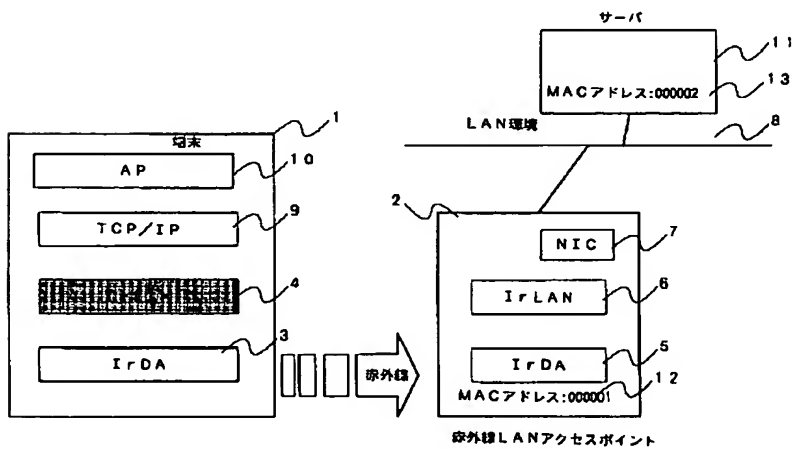 サーバ
11
13
MACアドレス:000002
LAN環境
8
1
端末
10
AP
9
TCP/IP
4
3
IrDA
赤外線
2
NIC
7
6
IrLAN
5
IrDA
12
MACアドレス:000001
赤外線LANアクセスポイント